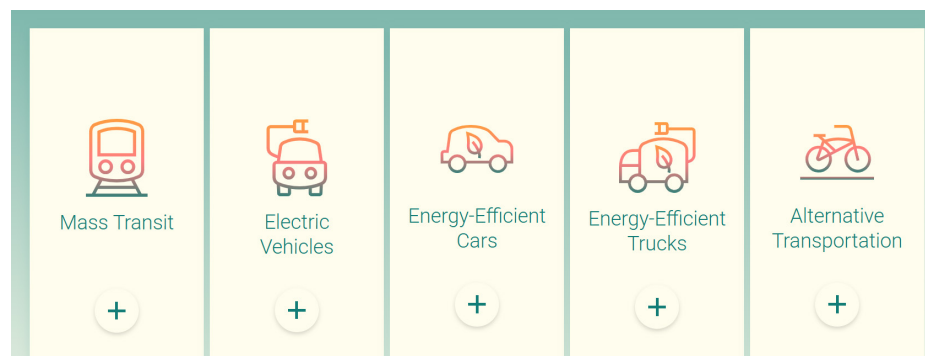 Mass Transit
Electric
Vehicles
Energy-Efficient
Cars
Energy-Efficient
Trucks
Alternative
Transportation